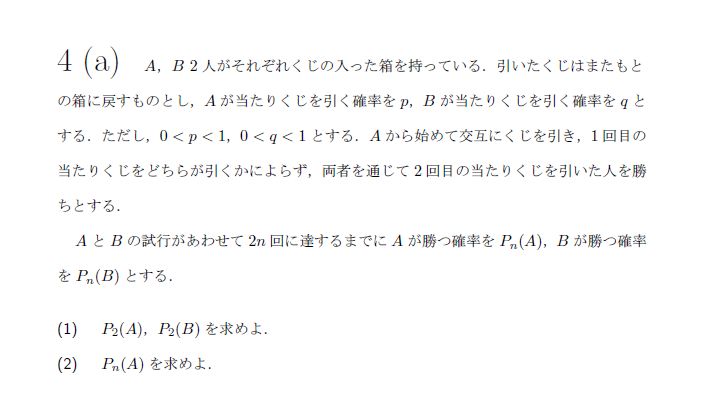 4 (a) A，B 2 人がそれぞれくじの入った箱を持っている．引いたくじはまたもと
の箱に戻すものとし，A が当たりくじを引く確率を p，B が当たりくじを引く確率を q と
する．ただし，0 < p < 1，0 < q < 1 とする．A から始めて交互にくじを引き，1 回目の
当たりくじをどちらが引くかによらず，両者を通じて 2 回目の当たりくじを引いた人を勝
ちとする．
A と B の試行があわせて 2n 回に達するまでに A が勝つ確率を Pn(A)，B が勝つ確率
を Pn(B) とする．
(1) P2(A)，P2(B) を求めよ．
(2) Pn(A) を求めよ．